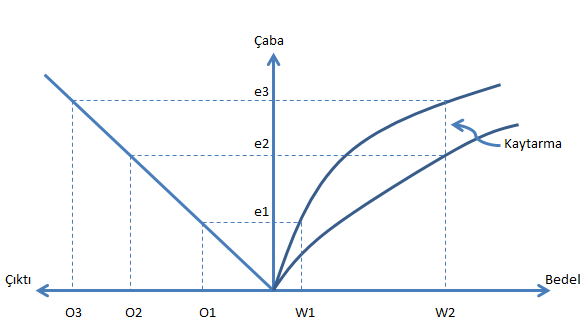 Çaba
e3
e2
Kaytarma
e1
Çıktı
Bedel
O3
O2
O1
W1
W2